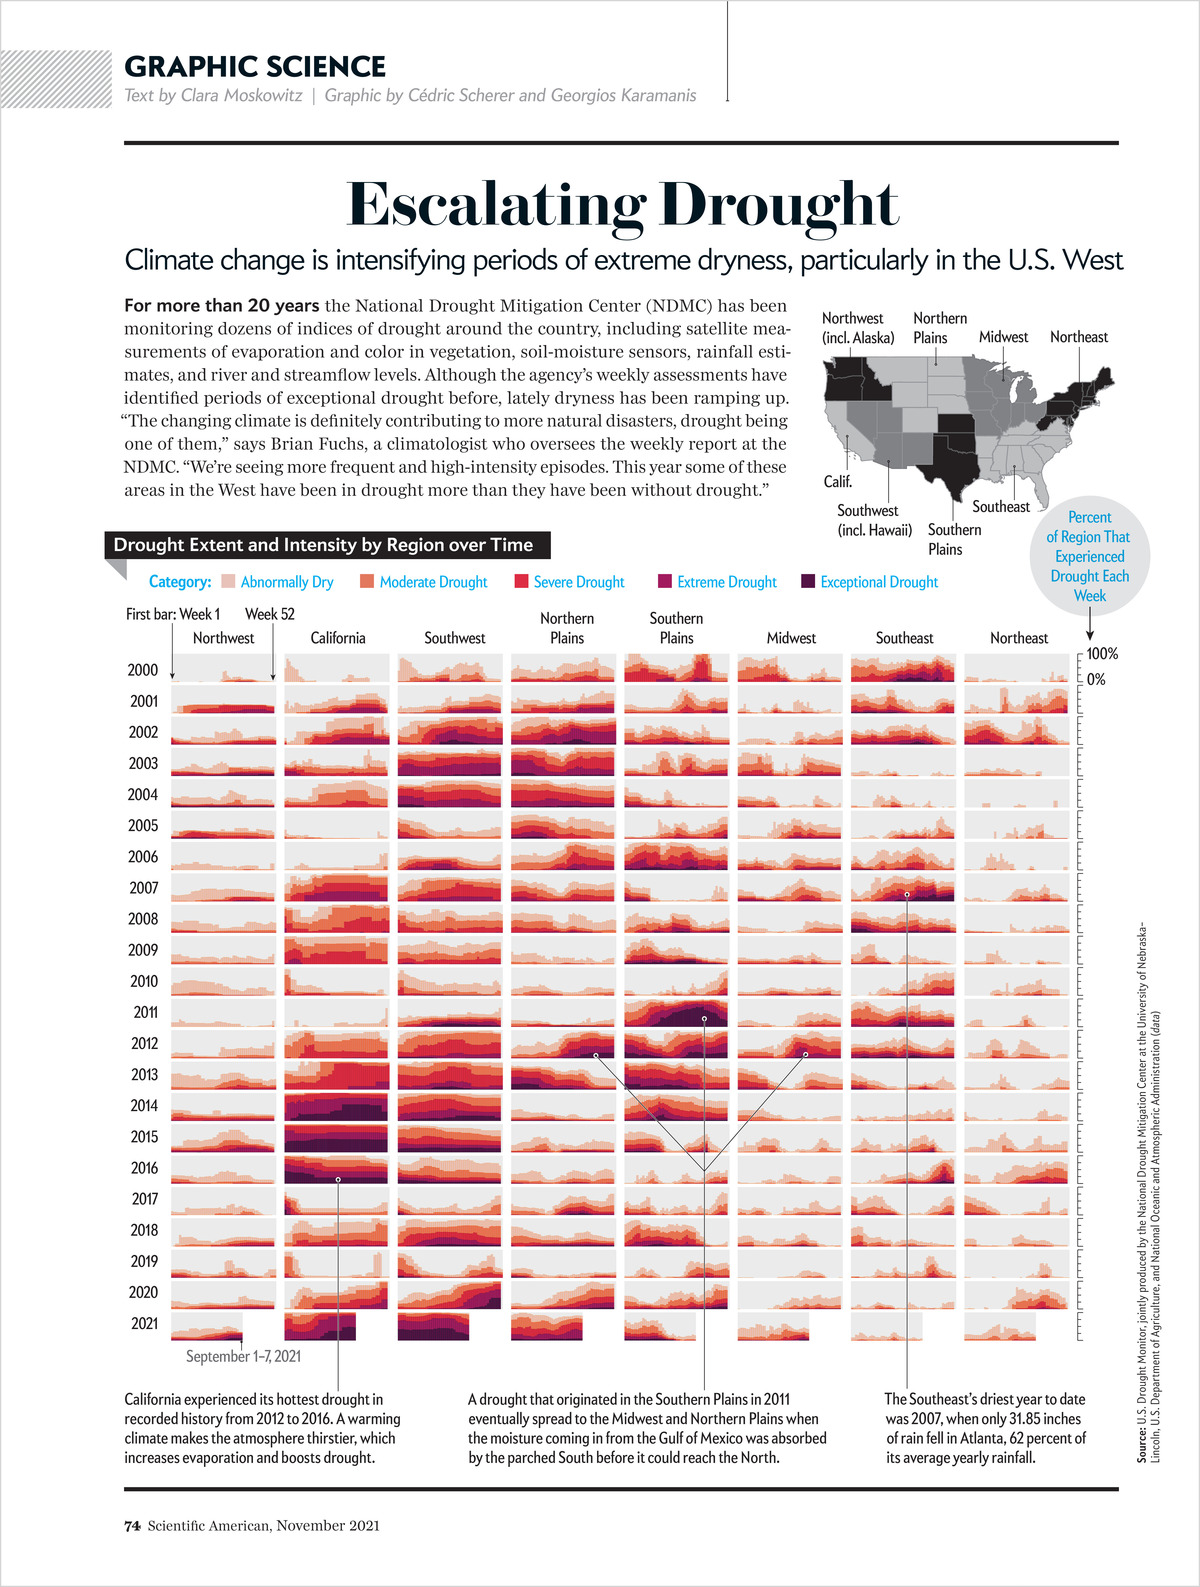 GRAPHIC SCIENCE
Text by Clara Moskowitz | Graphic by Cédric Scherer and Georgios Karamanis
Escalating Drought
Climate change is intensifying periods of extreme dryness, particularly in the U.S. West
For more than 20 years the National Drought Mitigation Center (NDMC) has been
monitoring dozens of indices of drought around the country, including satellite mea-
surements of evaporation and color in vegetation, soil-moisture sensors, rainfall esti-
mates, and river and streamflow levels. Although the agency’s weekly assessments have
identified periods of exceptional drought before, lately dryness has been ramping up.
“The changing climate is definitely contributing to more natural disasters, drought being
one of them,” says Brian Fuchs, a climatologist who oversees the weekly report at the
NDMC. “We’re seeing more frequent and high-intensity episodes. This year some of these
areas in the West have been in drought more than they have been without drought.”
Northwest
(incl. Alaska)
Northern
Plains
Midwest
Northeast
Calif.
Southwest
(incl. Hawaii)
Southern
Plains
Southeast
Percent
of Region That
Experienced
Drought Each
Week
Drought Extent and Intensity by Region over Time
Category: Abnormally Dry Moderate Drought Severe Drought Extreme Drought Exceptional Drought
First bar: Week 1 Week 52
Northwest California Southwest Northern Plains Southern Plains Midwest Southeast Northeast
100%
0%
2000
2001
2002
2003
2004
2005
2006
2007
2008
2009
2010
2011
2012
2013
2014
2015
2016
2017
2018
2019
2020
2021
September 1–7, 2021
California experienced its hottest drought in
recorded history from 2012 to 2016. A warming
climate makes the atmosphere thirstier, which
increases evaporation and boosts drought.
A drought that originated in the Southern Plains in 2011
eventually spread to the Midwest and Northern Plains when
the moisture coming in from the Gulf of Mexico was absorbed
by the parched South before it could reach the North.
The Southeast’s driest year to date
was 2007, when only 31.85 inches
of rain fell in Atlanta, 62 percent of
its average yearly rainfall.
Source: U.S. Drought Monitor, jointly produced by the National Drought Mitigation Center at the University of Nebraska–
Lincoln, U.S. Department of Agriculture, and National Oceanic and Atmospheric Administration (data)
74 Scientific American, November 2021